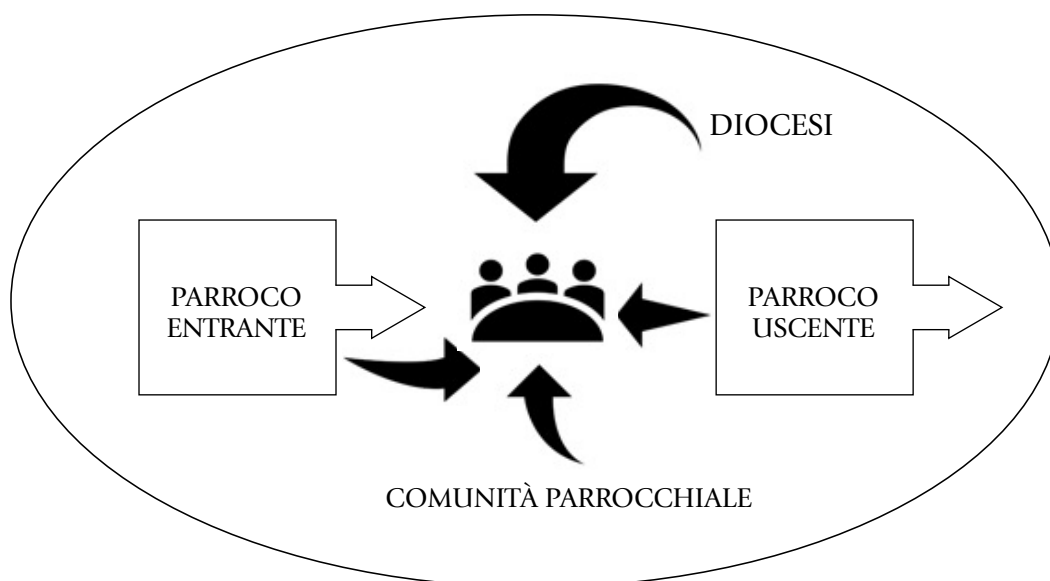 DIOCESI
PARROCO
ENTRANTE
PARROCO
USCENTE
COMUNITÀ PARROCCHIALE